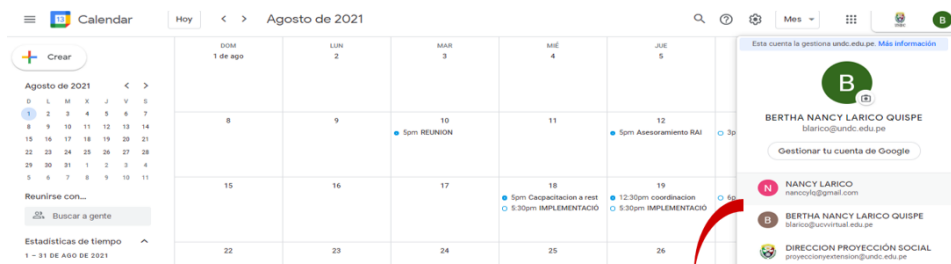 13 Calendar Hoy Agosto de 2021 Mes B
Crear
Agosto de 2021
D L M X J V S
1 2 3 4 5 6 7
8 9 10 11 12 13 14
15 16 17 18 19 20 21
22 23 24 25 26 27 28
29 30 31 1 2 3 4
5 6 7 8 9 10 11
Reunirse con...
Buscar a gente
Estadísticas de tiempo
1 – 31 DE AGO DE 2021
DOM LUN MAR MIÉ JUE
1 de ago 2 3 4 5
8 9 10 11 12
5pm REUNION 5pm Asesoramiento RAI 3p
15 16 17 18 19
5pm Cacpacitacion a rest 12:30pm coordinacion 6p
5:30pm IMPLEMENTACIÓ 5:30pm IMPLEMENTACIÓ
22 23 24 25 26
Esta cuenta la gestiona undc.edu.pe. Más información
B
BERTHA NANCY LARICO QUISPE
blarico@undc.edu.pe
Gestionar tu cuenta de Google
N NANCY LARICO
nanccylq@gmail.com
B BERTHA NANCY LARICO QUISPE
blarico@ucvvirtual.edu.pe
DIRECCION PROYECCIÓN SOCIAL
proyeccionyextension@undc.edu.pe